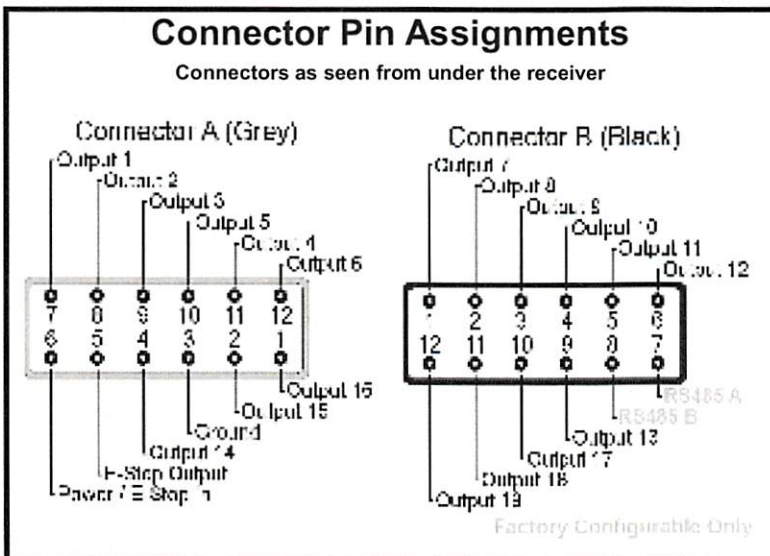 Connector Pin Assignments
Connectors as seen from under the receiver
Connector A (Grey)
Output 1
Output 2
Output 3
Output 5
Output 4
Output 6
7 8 9 10 11 12
6 5 4 3 2 1
Output 16
Output 15
Ground
Output 14
E-Stop Output
Power / E Stop In
Connector B (Black)
Output 7
Output 8
Output 9
Output 10
Output 11
Output 12
1 2 3 4 5 6
12 11 10 9 8 7
RS485 A
RS485 B
Output 13
Output 17
Output 18
Output 19
Factory Configurable Only